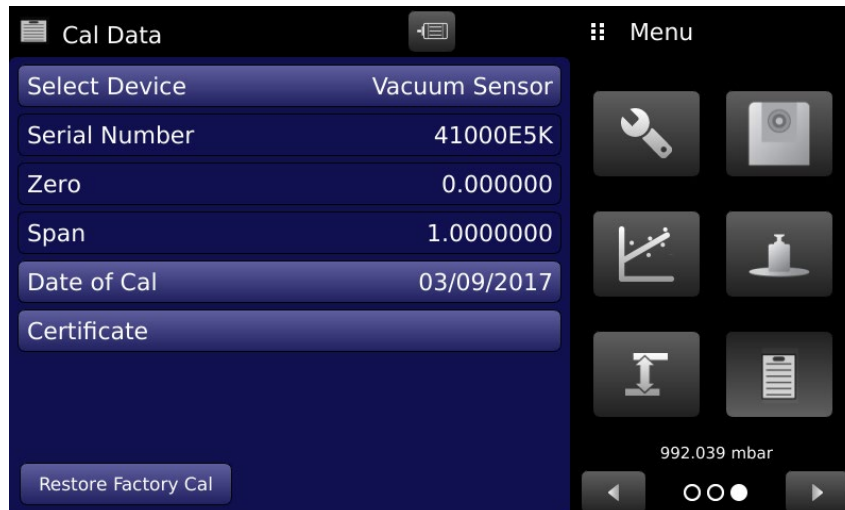 Cal Data
Select Device Vacuum Sensor
Serial Number 41000E5K
Zero 0.000000
Span 1.0000000
Date of Cal 03/09/2017
Certificate
Restore Factory Cal
Menu
992.039 mbar